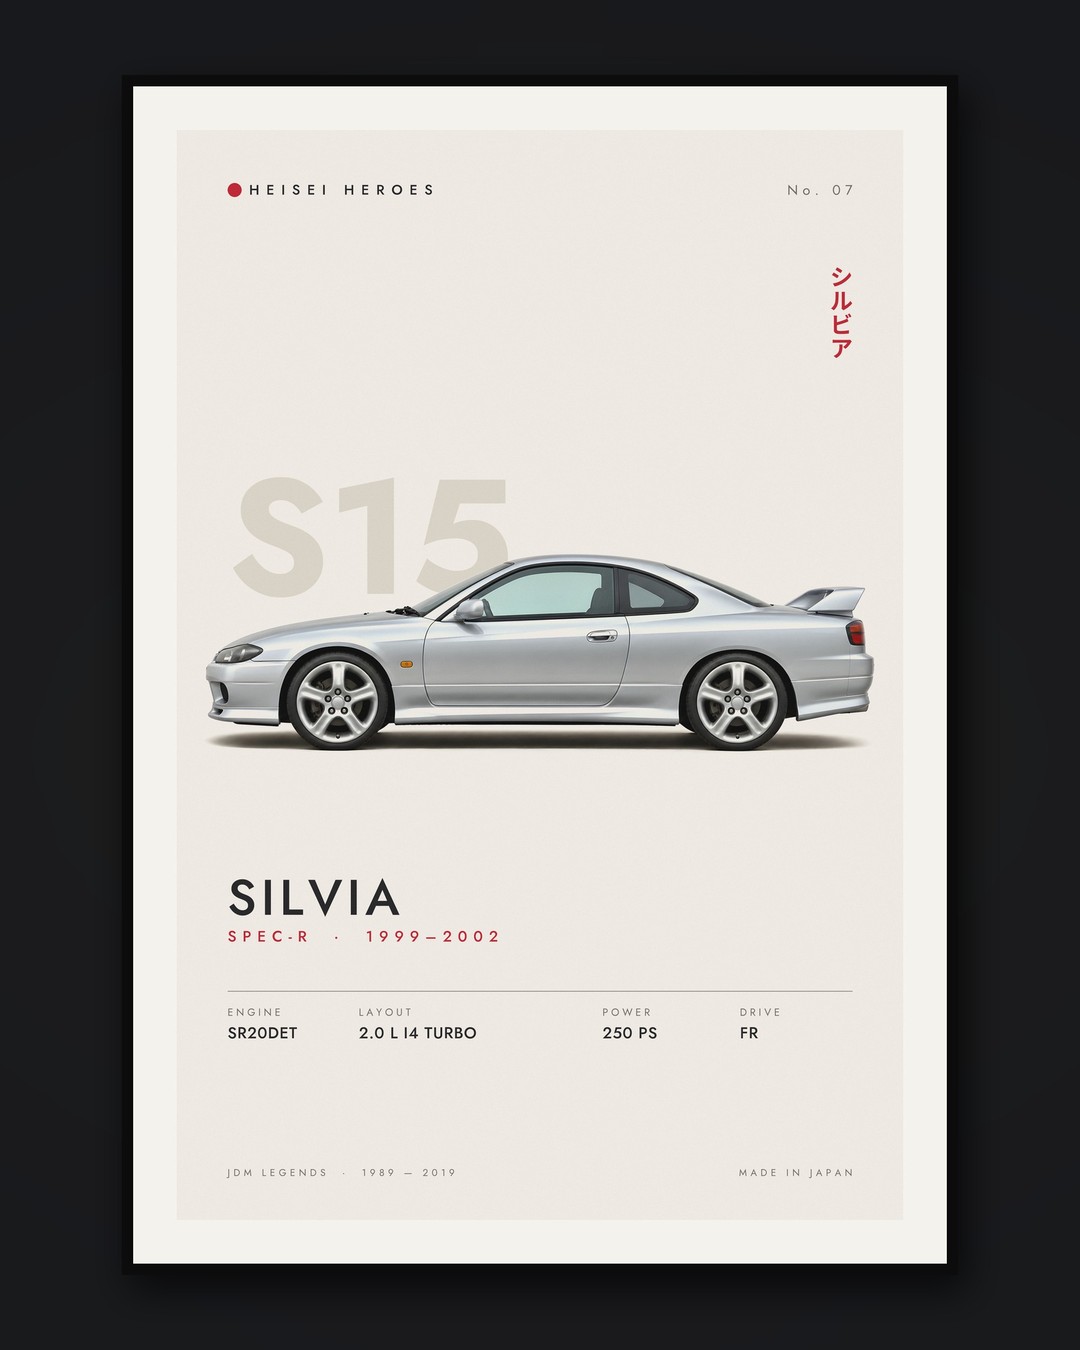 HEISEI HEROES
No. 07
シルビア
S15
SILVIA
SPEC-R · 1999–2002
ENGINE LAYOUT POWER DRIVE
SR20DET 2.0 L I4 TURBO 250 PS FR
JDM LEGENDS · 1989 — 2019
MADE IN JAPAN